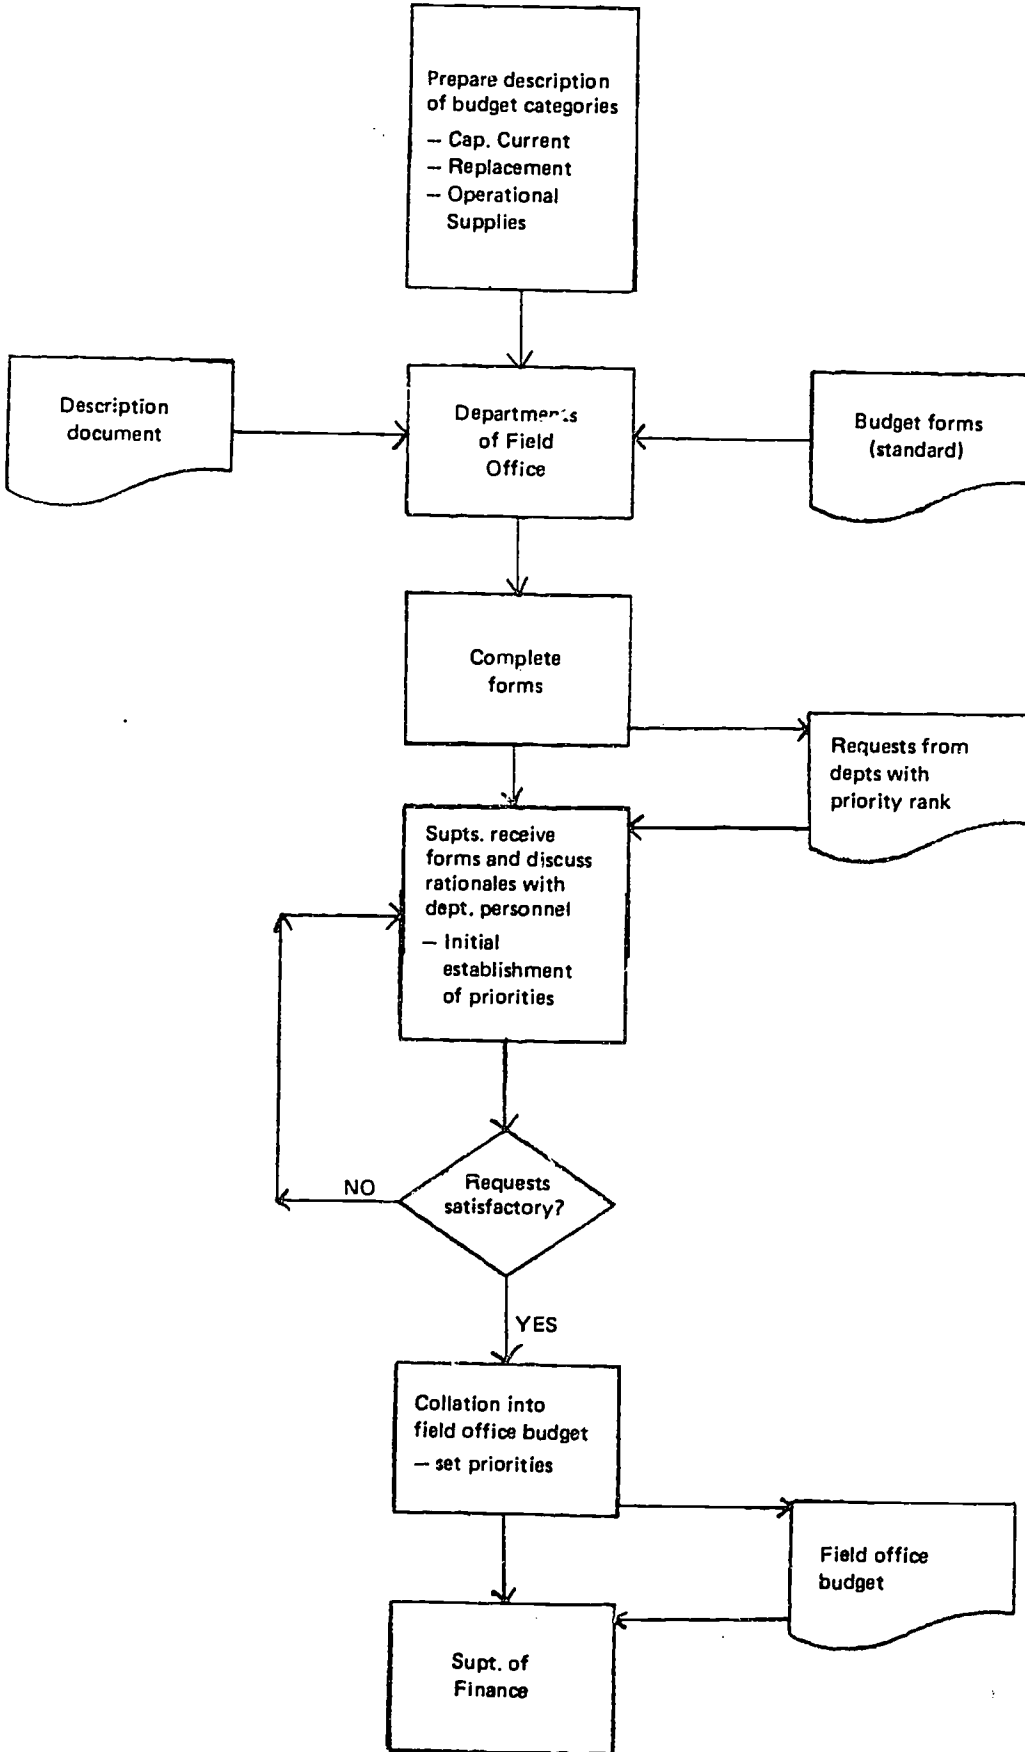 Prepare description
of budget categories
— Cap. Current
— Replacement
— Operational
Supplies
Description
document
Departments
of Field
Office
Budget forms
(standard)
Complete
forms
Requests from
depts with
priority rank
Supts. receive
forms and discuss
rationales with
dept. personnel
— Initial
establishment
of priorities
Requests
satisfactory?
NO
YES
Collation into
field office budget
— set priorities
Field office
budget
Supt. of
Finance